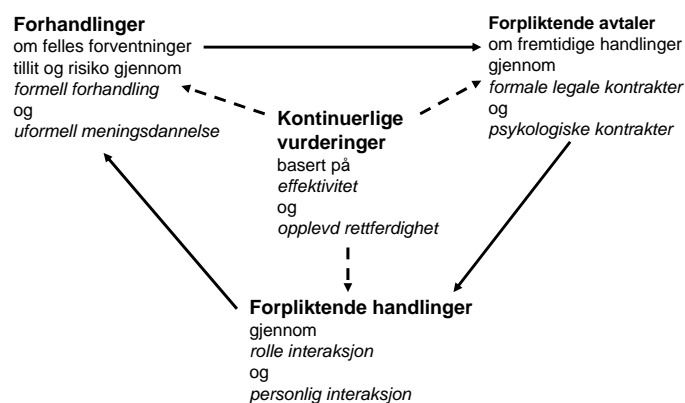 Forhandlinger
om felles forventninger
tillit og risiko gjennom
formell forhandling
og
uformell meningsdannelse
Forpliktende avtaler
om fremtidige handlinger
gjennom
formale legale kontrakter
og
psykologiske kontrakter
Kontinuerlige
vurderinger
basert på
effektivitet
og
opplevd rettferdighet
Forpliktende handlinger
gjennom
rolle interaksjon
og
personlig interaksjon